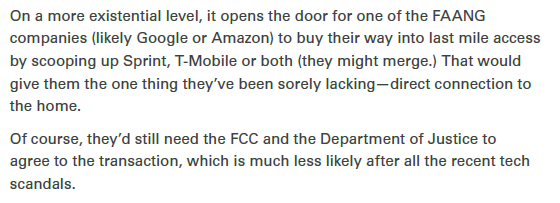 On a more existential level, it opens the door for one of the FAANG
companies (likely Google or Amazon) to buy their way into last mile access
by scooping up Sprint, T-Mobile or both (they might merge.) That would
give them the one thing they’ve been sorely lacking—direct connection to
the home.
Of course, they’d still need the FCC and the Department of Justice to
agree to the transaction, which is much less likely after all the recent tech
scandals.